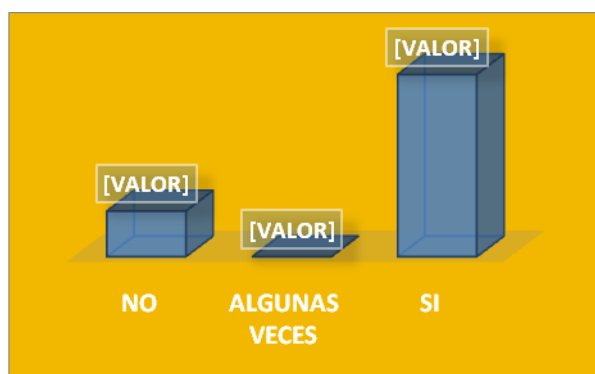 [VALOR]
[VALOR]
[VALOR]
NO
ALGUNAS
VECES
SI